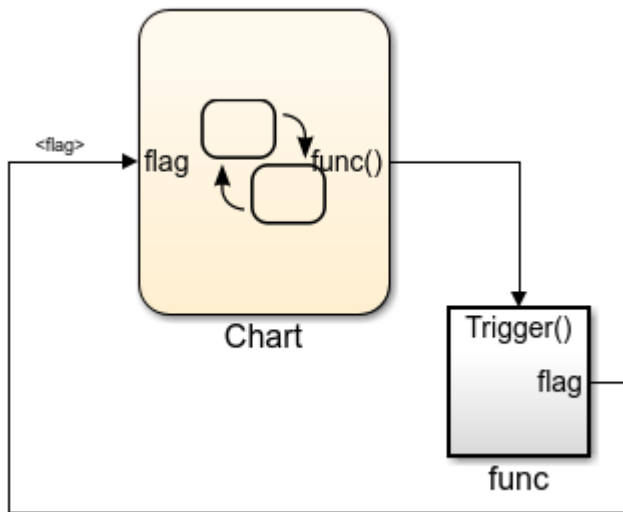 <flag>
flag
func()
Chart
Trigger()
flag
func